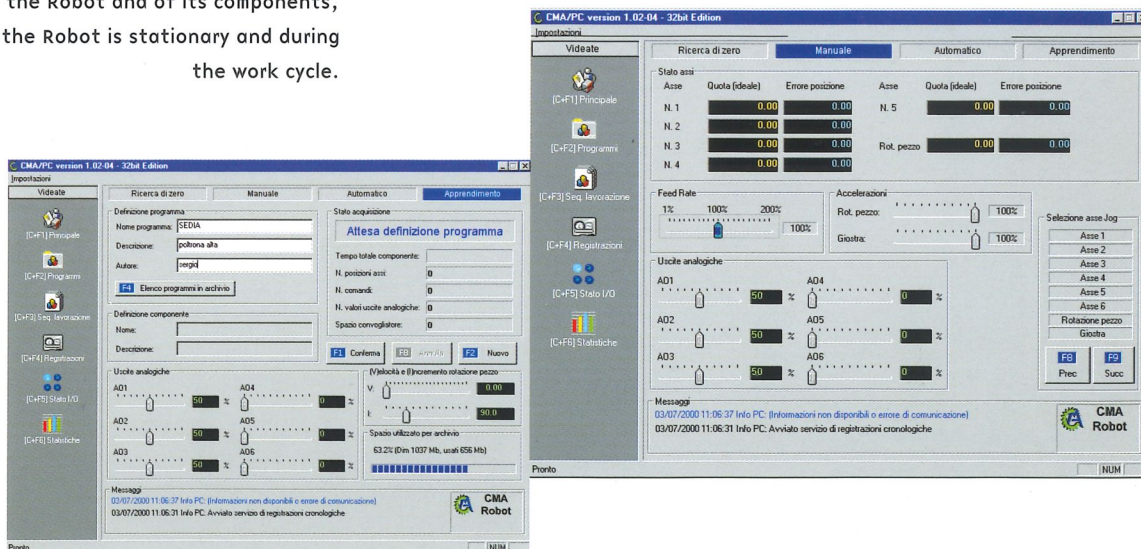 the Robot and of its components,
the Robot is stationary and during
the work cycle.
CMA/PC version 1.02-04 - 32bit Edition
Impostazioni
Videate
[C+F1] Principale
[C+F2] Programmi
[C+F3] Seq. lavorazione
[C+F4] Registrazioni
[C+F5] Stato I/O
[C+F6] Statistiche
Ricerca di zero Manuale Automatico Apprendimento
Definizione programma
Nome programma: SEDIA
Descrizione: poltrona alta
Autore: sergio
F4 Elenco programmi in archivio
Definizione componente
Nome:
Descrizione:
Stato acquisizione
Attesa definizione programma
Tempo totale componente:
N. posizioni assi: 0
N. comandi: 0
N. valori uscite analogiche: 0
Spazio convogliatore: 0
F1 Conferma F8 Annulla F2 Nuovo
Uscite analogiche
AO1 50 % AO4 0 %
AO2 50 % AO5 0 %
AO3 50 % AO6 0 %
(V)elocità e (I)ncremento rotazione pezzo
V: 0.00
I: 90.0
Spazio utilizzato per archivio
63.2% (Dim 1037 Mb, usati 656 Mb)
Messaggi
03/07/2000 11:06:37 Info PC: (Informazioni non disponibili o errore di comunicazione)
03/07/2000 11:06:31 Info PC: Avviato servizio di registrazioni cronologiche
CMA
Robot
Pronto NUM
CMA/PC version 1.02-04 - 32bit Edition
Impostazioni
Videate
[C+F1] Principale
[C+F2] Programmi
[C+F3] Seq. lavorazione
[C+F4] Registrazioni
[C+F5] Stato I/O
[C+F6] Statistiche
Ricerca di zero Manuale Automatico Apprendimento
Stato assi
Asse Quota (ideale) Errore posizione Asse Quota (ideale) Errore posizione
N. 1 0.00 0.00 N. 5 0.00 0.00
N. 2 0.00 0.00
N. 3 0.00 0.00 Rot. pezzo 0.00 0.00
N. 4 0.00 0.00
Feed Rate
1% 100% 200%
100%
Accelerazioni
Rot. pezzo: 100%
Giostra: 100%
Uscite analogiche
AO1 50 % AO4 0 %
AO2 50 % AO5 0 %
AO3 50 % AO6 0 %
Selezione asse Jog
Asse 1
Asse 2
Asse 3
Asse 4
Asse 5
Asse 6
Rotazione pezzo
Giostra
F8 Prec F9 Succ
Messaggi
03/07/2000 11:06:37 Info PC: (Informazioni non disponibili o errore di comunicazione)
03/07/2000 11:06:31 Info PC: Avviato servizio di registrazioni cronologiche
CMA
Robot
Pronto NUM